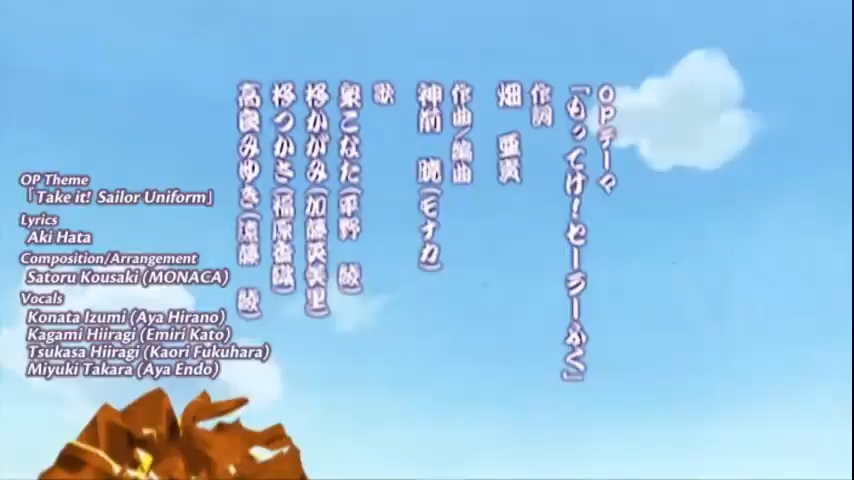 OPテーマ
「もってけ!セーラーふく」
作詞
畑 亜貴
作曲/編曲
神前 暁(モナカ)
歌
泉こなた(平野 綾)
柊かがみ(加藤英美里)
柊つかさ(福原香織)
高良みゆき(遠藤 綾)
OP Theme
「Take it! Sailor Uniform」
Lyrics
Aki Hata
Composition/Arrangement
Satoru Kousaki (MONACA)
Vocals
Konata Izumi (Aya Hirano)
Kagami Hiiragi (Emiri Kato)
Tsukasa Hiiragi (Kaori Fukuhara)
Miyuki Takara (Aya Endo)